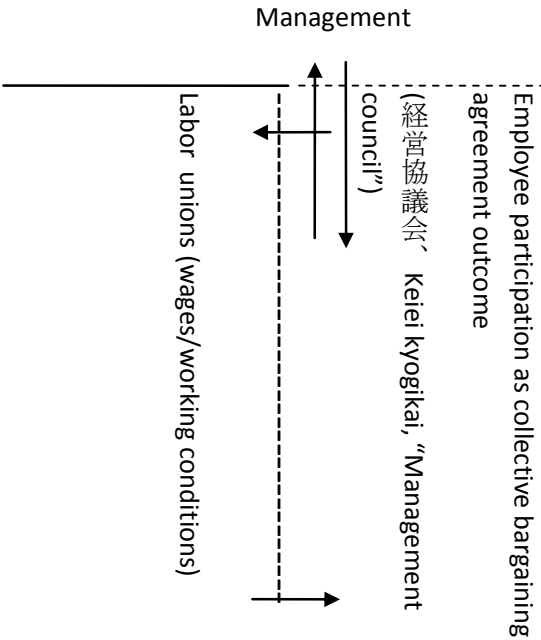 Management
Employee participation as collective bargaining
agreement outcome
(経営協議会、 Keiei kyogikai, “Management
council”)
Labor unions (wages/working conditions)